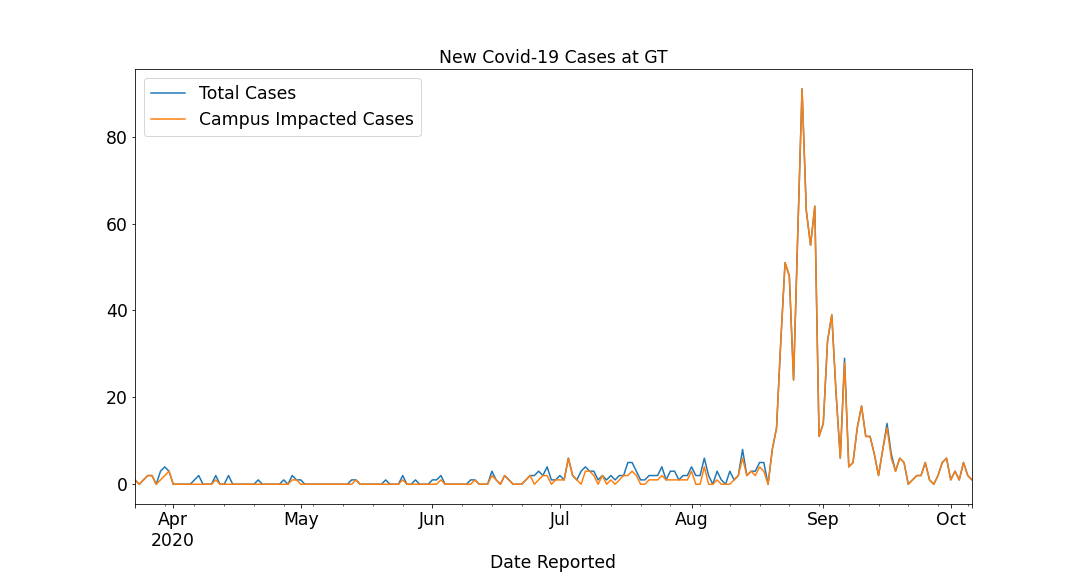 New Covid-19 Cases at GT
Total Cases
Campus Impacted Cases
80
60
40
20
0
Apr May Jun Jul Aug Sep Oct
2020
Date Reported